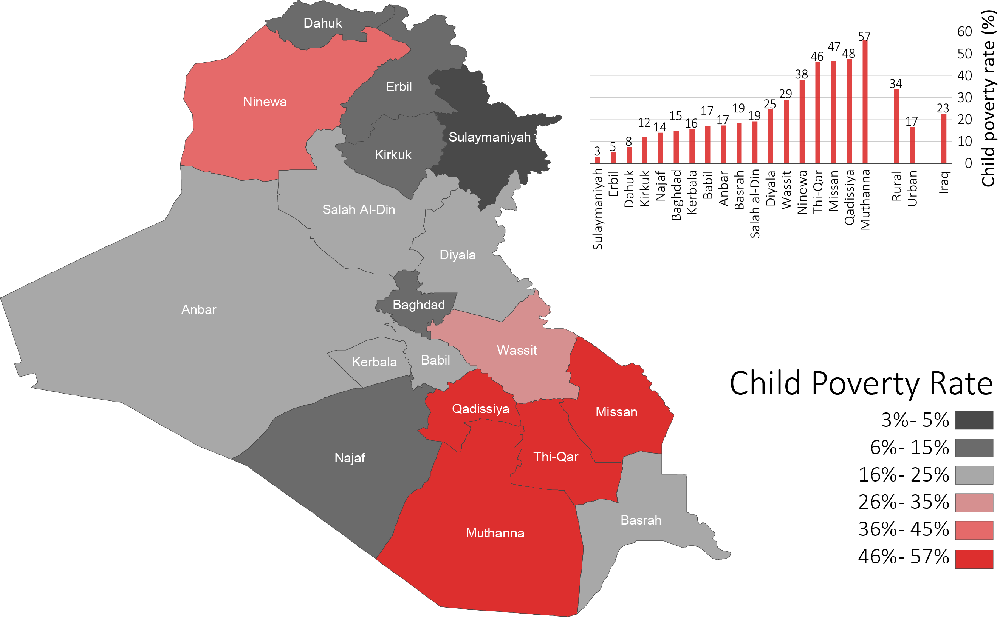 Dahuk
Ninewa
Erbil
Sulaymaniyah
Kirkuk
Salah Al-Din
Diyala
Anbar
Baghdad
Wassit
Kerbala
Babil
Qadissiya
Missan
Najaf
Thi-Qar
Muthanna
Basrah
Child poverty rate (%)
60
50
40
30
20
10
0
3
5
8
12
14
15
16
17
17
19
19
25
29
38
46
47
48
57
34
17
23
Sulaymaniyah
Erbil
Dahuk
Kirkuk
Najaf
Baghdad
Kerbala
Babil
Anbar
Basrah
Salah al-Din
Diyala
Wassit
Ninewa
Thi-Qar
Missan
Qadissiya
Muthanna
Rural
Urban
Iraq
Child Poverty Rate
3%- 5%
6%- 15%
16%- 25%
26%- 35%
36%- 45%
46%- 57%